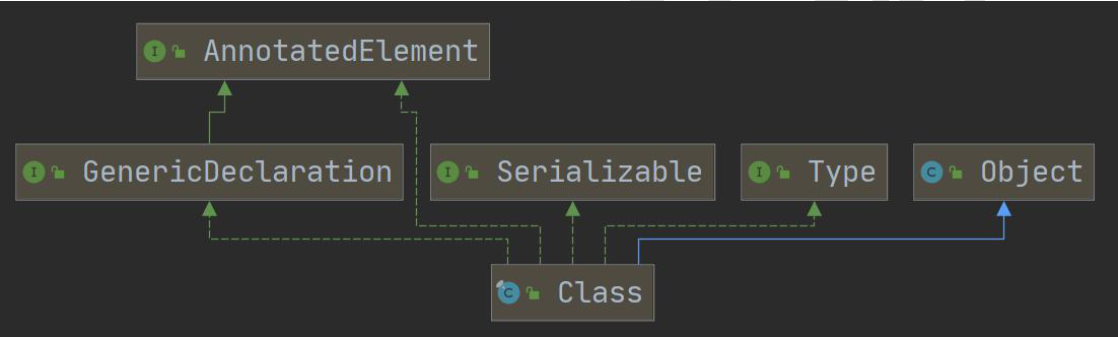 AnnotatedElement
GenericDeclaration
Serializable
Type
Object
Class